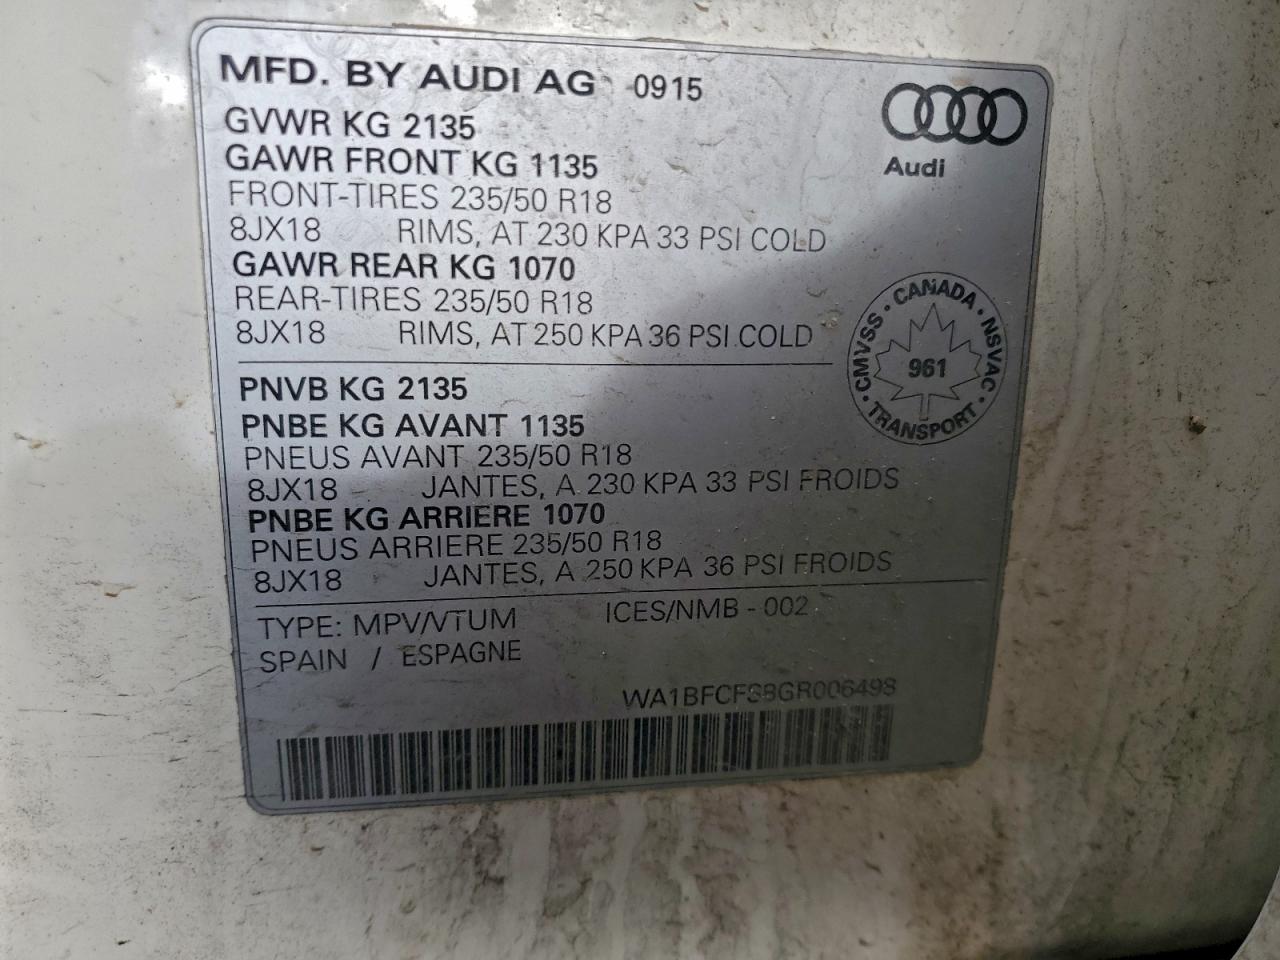 MFD. BY AUDI AG 0915
GVWR KG 2135
GAWR FRONT KG 1135
FRONT-TIRES 235/50 R18
8JX18 RIMS, AT 230 KPA 33 PSI COLD
GAWR REAR KG 1070
REAR-TIRES 235/50 R18
8JX18 RIMS, AT 250 KPA 36 PSI COLD
Audi
CMVSS · CANADA · NSVAC · TRANSPORT ·
961
PNVB KG 2135
PNBE KG AVANT 1135
PNEUS AVANT 235/50 R18
8JX18 JANTES, A 230 KPA 33 PSI FROIDS
PNBE KG ARRIERE 1070
PNEUS ARRIERE 235/50 R18
8JX18 JANTES, A 250 KPA 36 PSI FROIDS
TYPE: MPV/VTUM ICES/NMB - 002
SPAIN / ESPAGNE
WA1BFCFS8GR006498